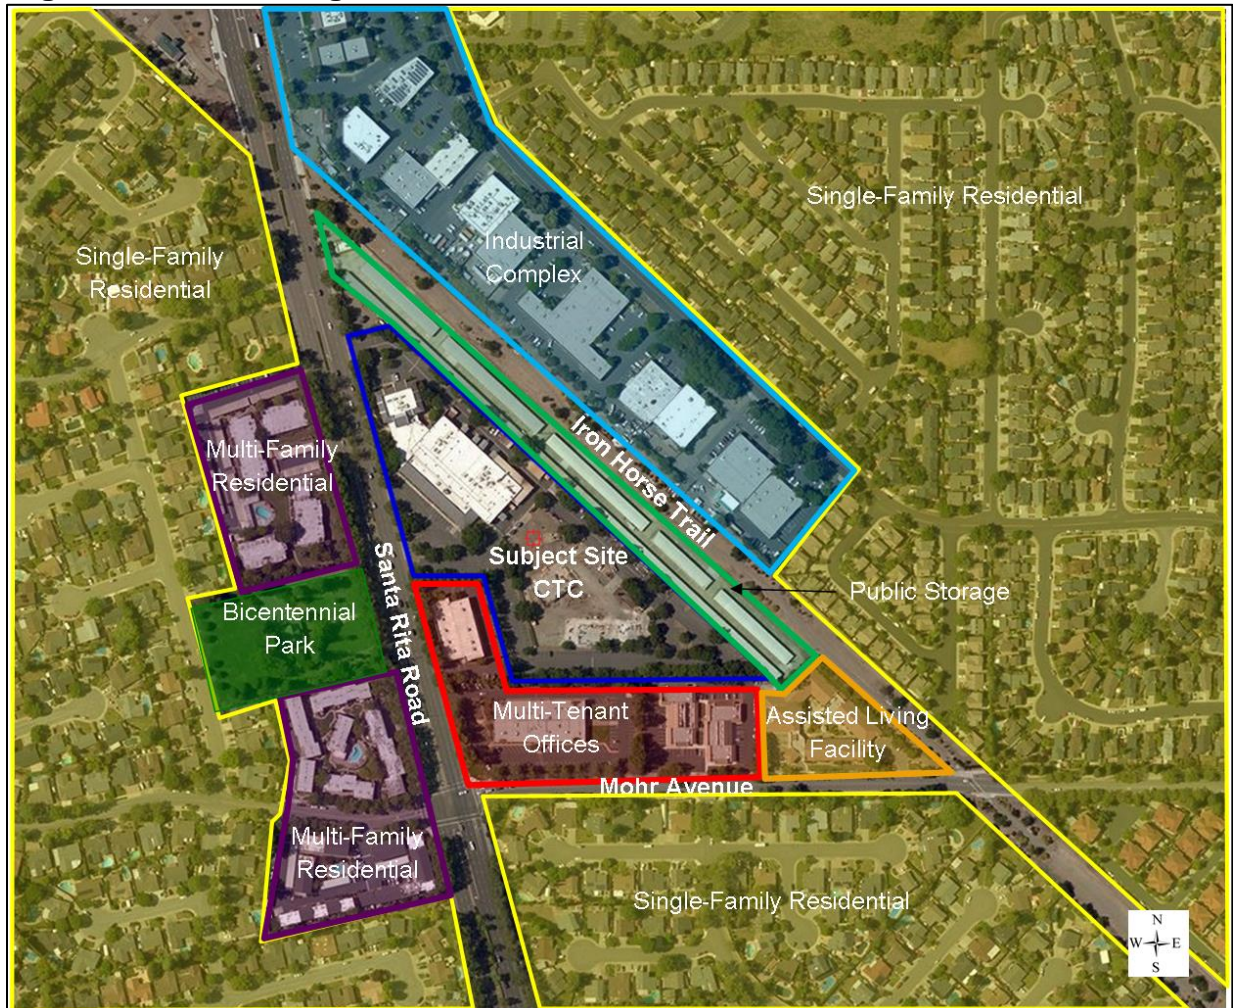 Single-Family Residential
Single-Family
Residential
Industrial
Complex
Iron Horse Trail
Multi-Family
Residential
Santa Rita Road
Subject Site
CTC
Public Storage
Bicentennial
Park
Multi-Tenant
Offices
Assisted Living
Facility
Mohr Avenue
Multi-Family
Residential
Single-Family Residential
N
W E
S